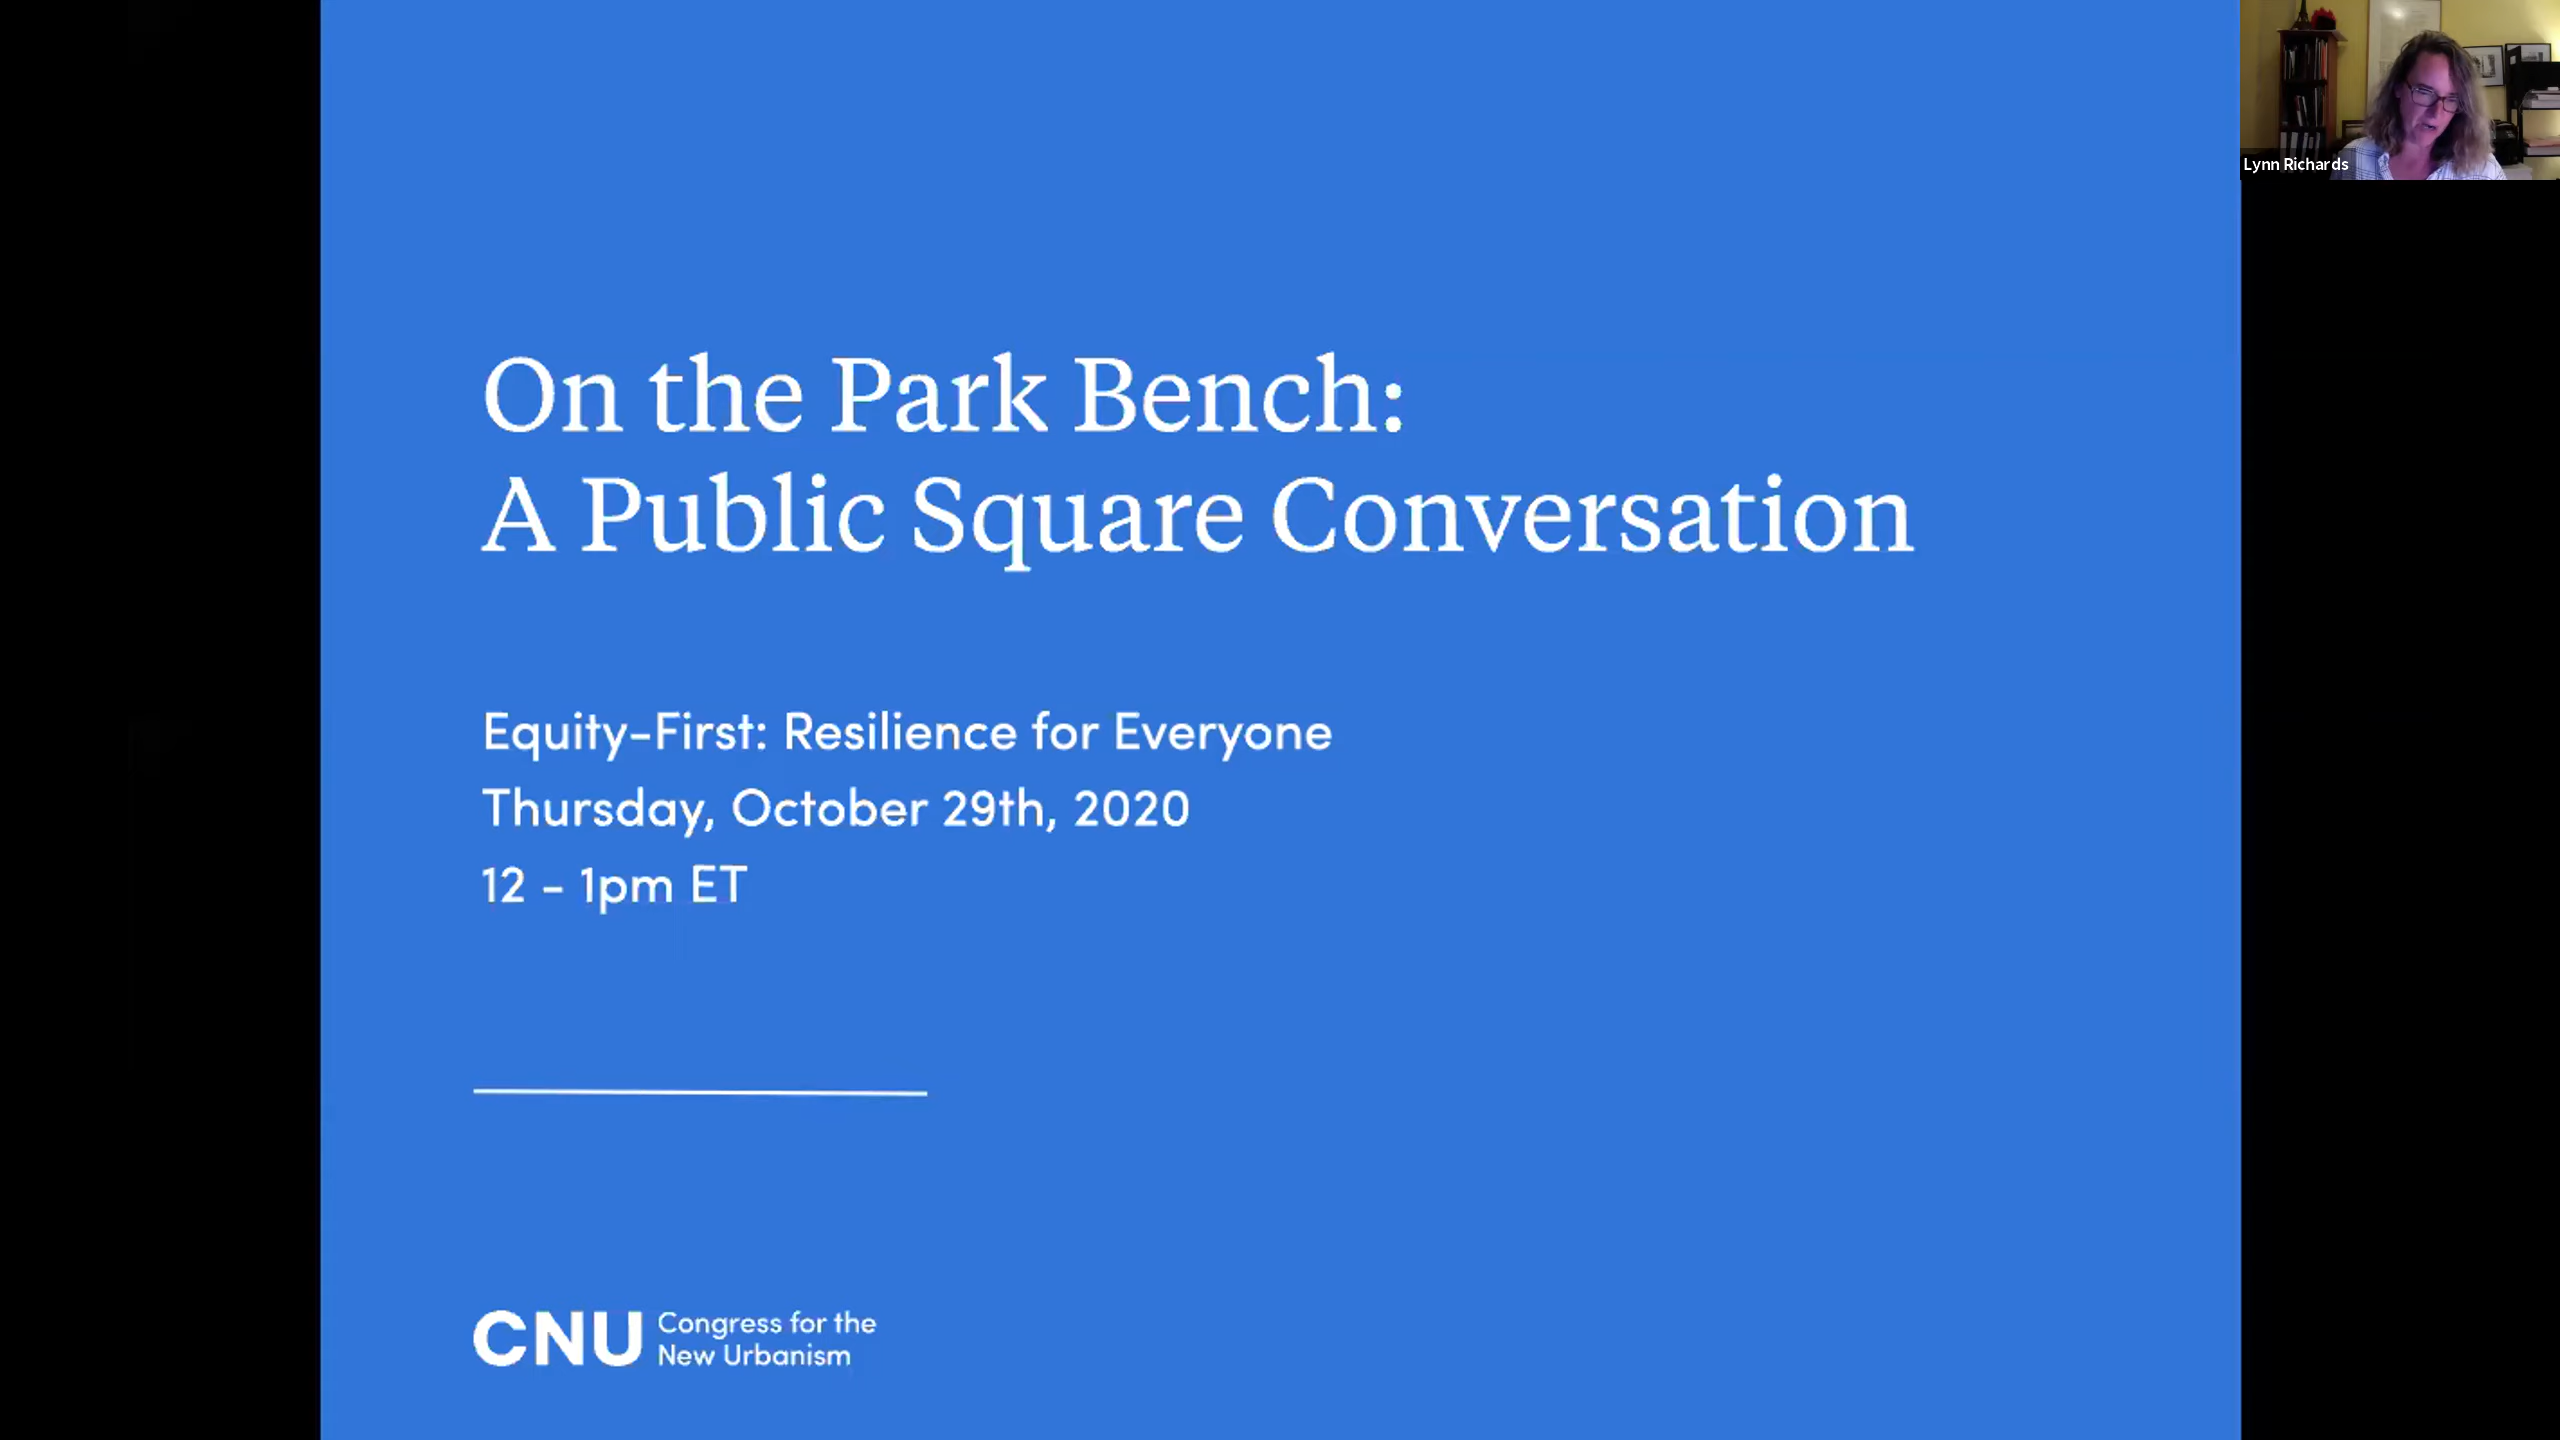 On the Park Bench:
A Public Square Conversation
Equity-First: Resilience for Everyone
Thursday, October 29th, 2020
12 - 1pm ET
CNU Congress for the
New Urbanism
Lynn Richards